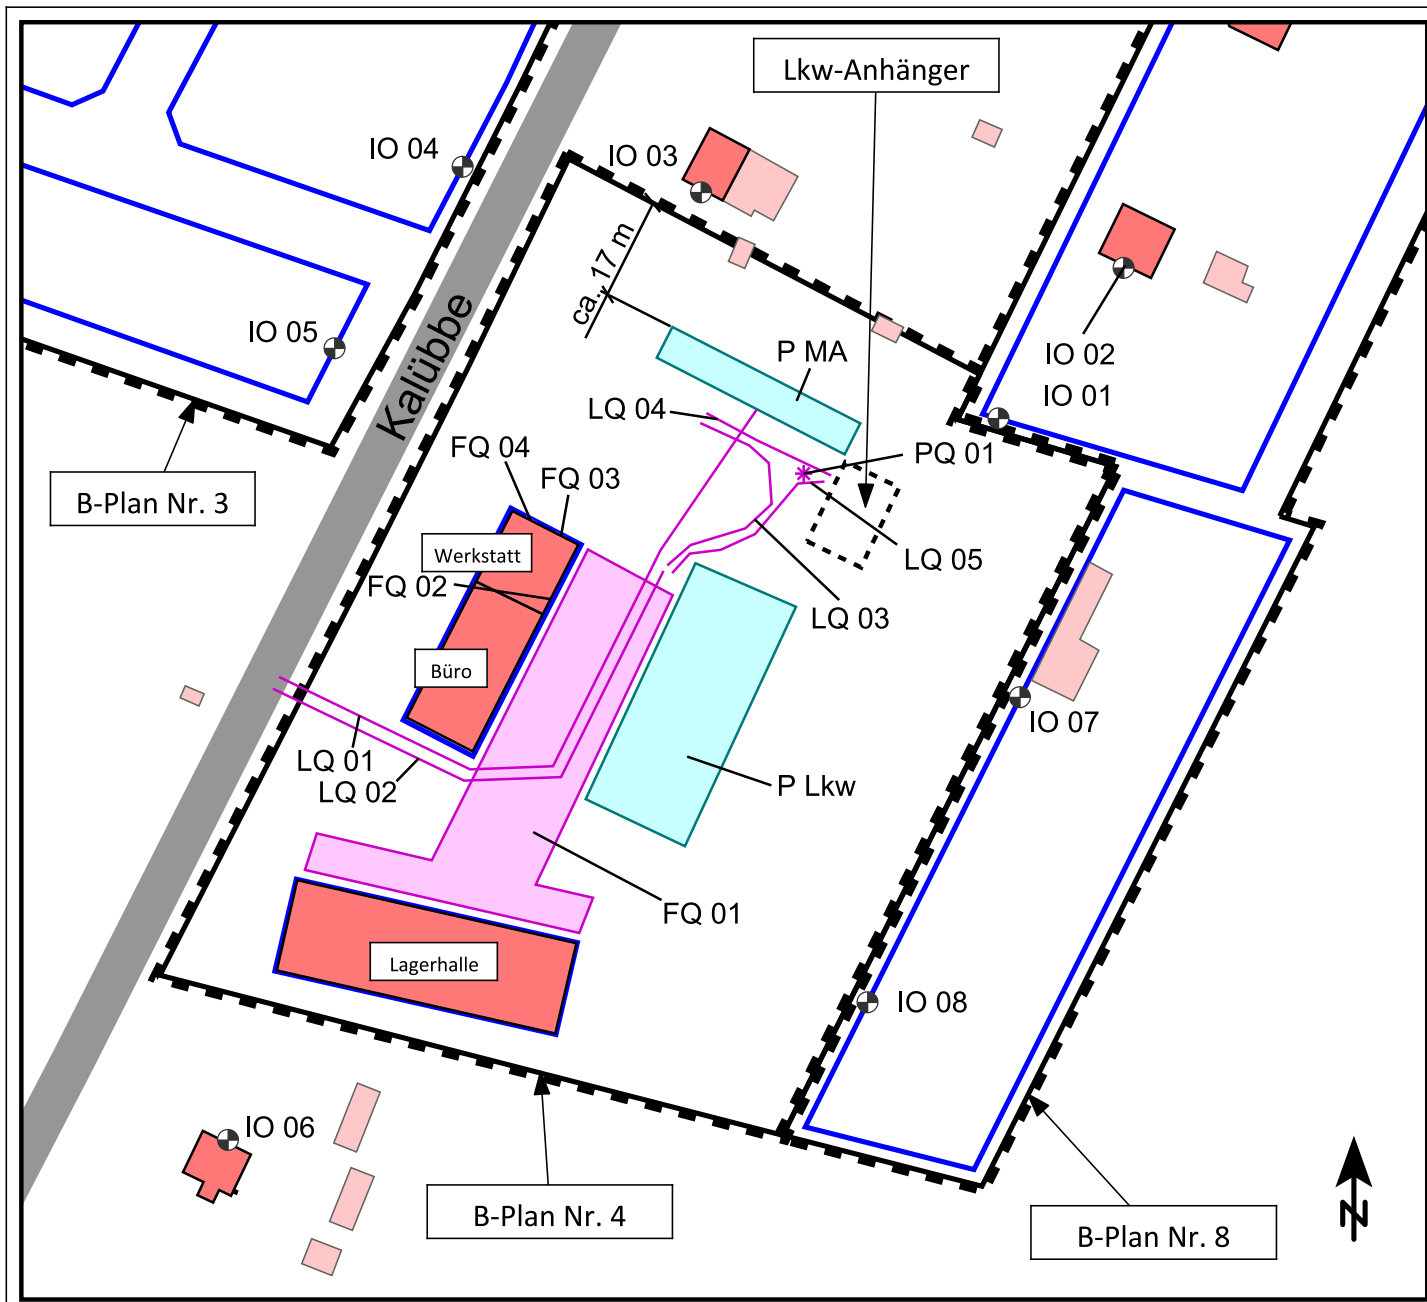 Lkw-Anhänger
IO 04
IO 03
ca., 17 m
IO 05
Kalübbe
IO 02
IO 01
P MA
LQ 04
FQ 04
PQ 01
FQ 03
B-Plan Nr. 3
Werkstatt
LQ 05
FQ 02
LQ 03
Büro
IO 07
LQ 01
LQ 02
P Lkw
FQ 01
Lagerhalle
IO 08
IO 06
B-Plan Nr. 4
B-Plan Nr. 8
N